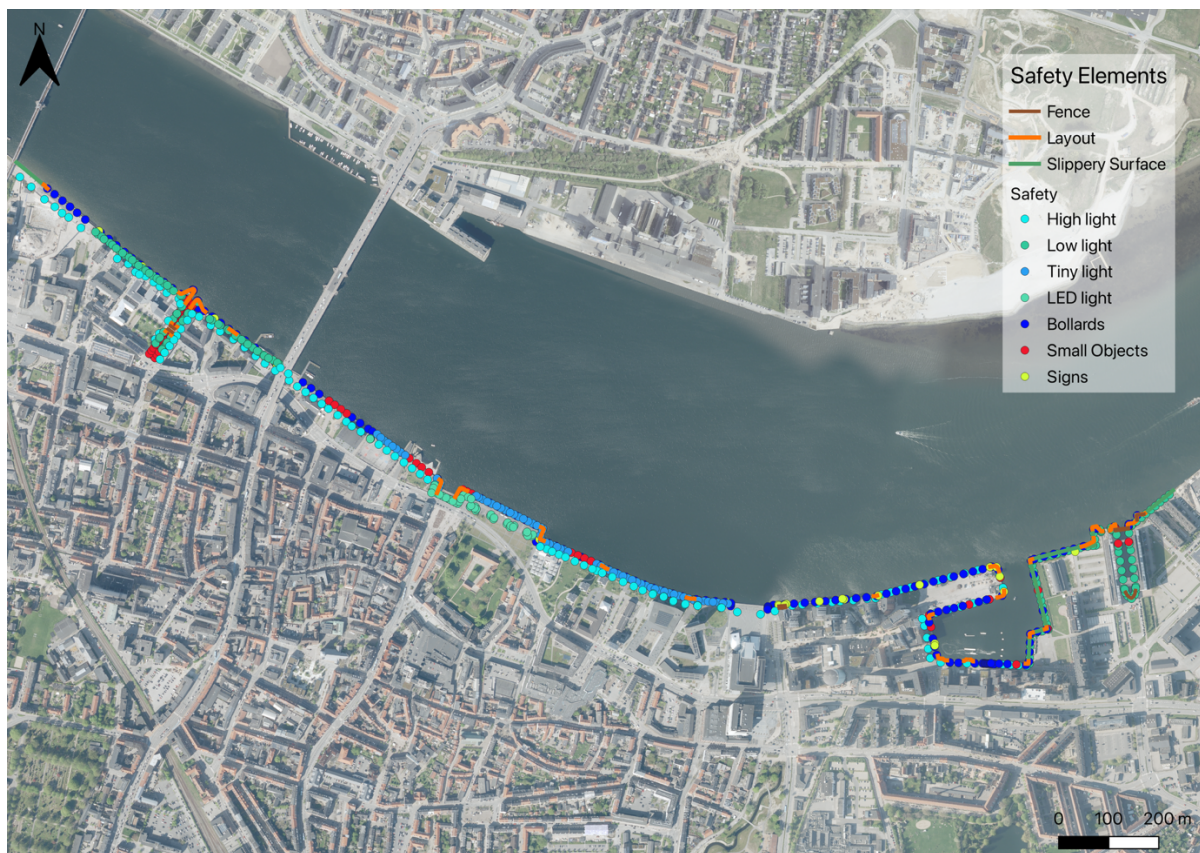 N
Safety Elements
Fence
Layout
Slippery Surface
Safety
High light
Low light
Tiny light
LED light
Bollards
Small Objects
Signs
0 100 200 m